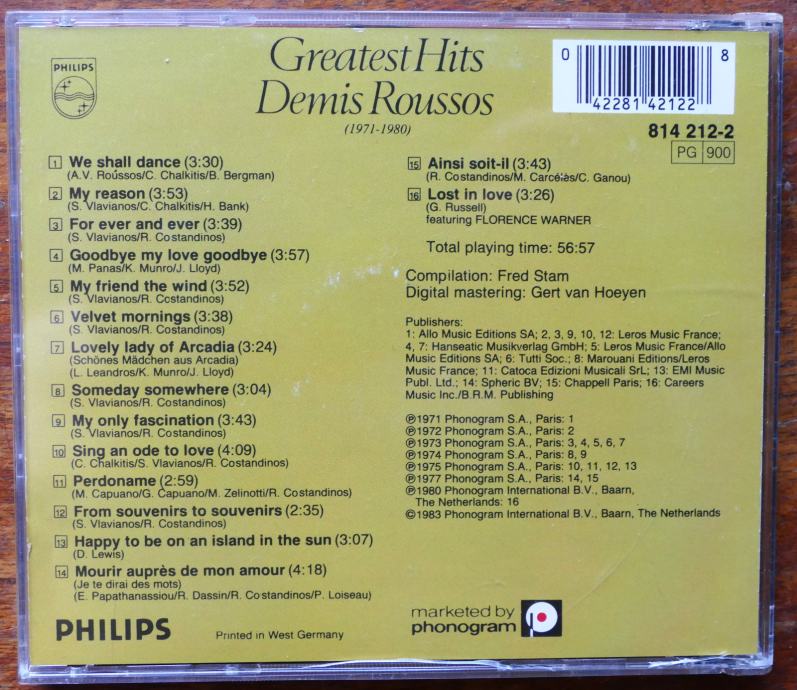 PHILIPS
Greatest Hits
Demis Roussos
(1971-1980)
0 42281 42122 8
814 212-2
PG 900
1 We shall dance (3:30)
(A.V. Roussos/C. Chalkitis/B. Bergman)
2 My reason (3:53)
(S. Vlavianos/C. Chalkitis/H. Bank)
3 For ever and ever (3:39)
(S. Vlavianos/R. Costandinos)
4 Goodbye my love goodbye (3:57)
(M. Panas/K. Munro/J. Lloyd)
5 My friend the wind (3:52)
(S. Vlavianos/R. Costandinos)
6 Velvet mornings (3:38)
(S. Vlavianos/R. Costandinos)
7 Lovely lady of Arcadia (3:24)
(Schönes Mädchen aus Arcadia)
(L. Leandros/K. Munro/J. Lloyd)
8 Someday somewhere (3:04)
(S. Vlavianos/R. Costandinos)
9 My only fascination (3:43)
(S. Vlavianos/R. Costandinos)
10 Sing an ode to love (4:09)
(C. Chalkitis/S. Vlavianos/R. Costandinos)
11 Perdoname (2:59)
(M. Capuano/G. Capuano/M. Zelinotti/R. Costandinos)
12 From souvenirs to souvenirs (2:35)
(S. Vlavianos/R. Costandinos)
13 Happy to be on an island in the sun (3:07)
(D. Lewis)
14 Mourir auprès de mon amour (4:18)
(Je te dirai des mots)
(E. Papathanassiou/R. Dassin/R. Costandinos/P. Loiseau)
15 Ainsi soit-il (3:43)
(R. Costandinos/M. Carcélès/C. Ganou)
16 Lost in love (3:26)
(G. Russell)
featuring FLORENCE WARNER
Total playing time: 56:57
Compilation: Fred Stam
Digital mastering: Gert van Hoeyen
Publishers:
1: Allo Music Editions SA; 2, 3, 9, 10, 12: Leros Music France;
4, 7: Hanseatic Musikverlag GmbH; 5: Leros Music France/Allo
Music Editions SA; 6: Tutti Soc.; 8: Marouani Editions/Leros
Music France; 11: Catoca Edizioni Musicali SrL; 13: EMI Music
Publ. Ltd.; 14: Spheric BV; 15: Chappell Paris; 16: Careers
Music Inc./B.R.M. Publishing
℗1971 Phonogram S.A., Paris: 1
℗1972 Phonogram S.A., Paris: 2
℗1973 Phonogram S.A., Paris: 3, 4, 5, 6, 7
℗1974 Phonogram S.A., Paris: 8, 9
℗1975 Phonogram S.A., Paris: 10, 11, 12, 13
℗1977 Phonogram S.A., Paris: 14, 15
℗1980 Phonogram International B.V., Baarn,
The Netherlands: 16
©1983 Phonogram International B.V., Baarn, The Netherlands
PHILIPS
Printed in West Germany
marketed by
phonogram